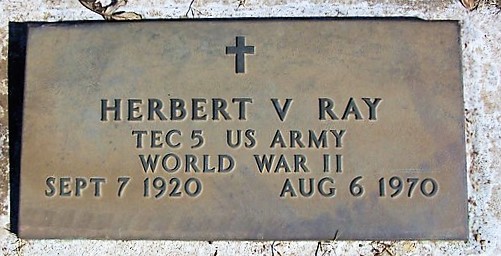 HERBERT V RAY
TEC 5 US ARMY
WORLD WAR II
SEPT 7 1920 AUG 6 1970